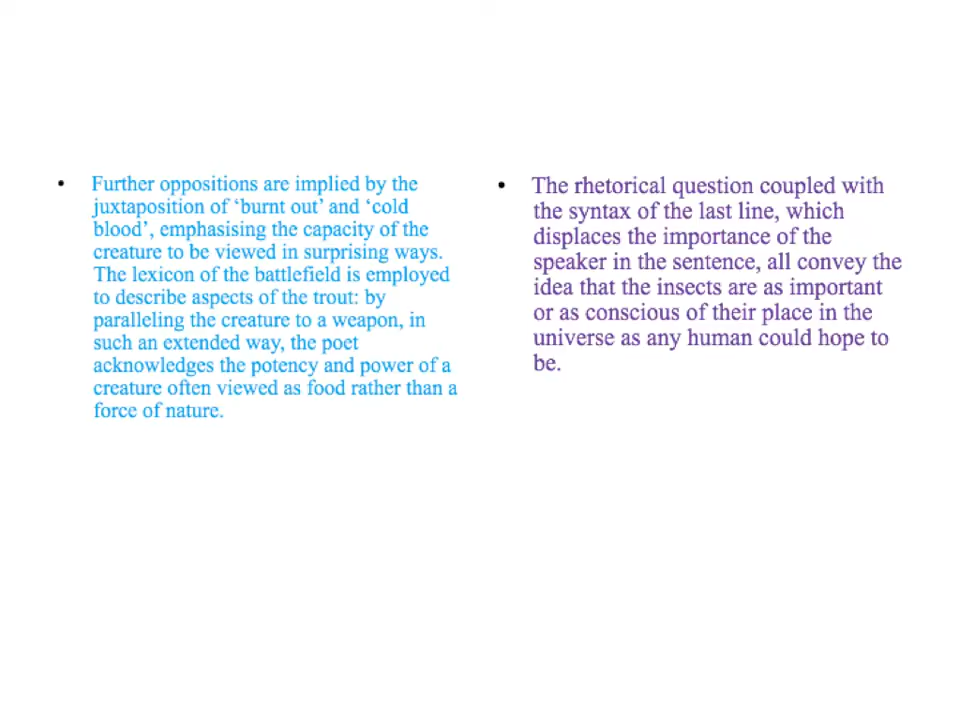 • Further oppositions are implied by the
juxtaposition of ‘burnt out’ and ‘cold
blood’, emphasising the capacity of the
creature to be viewed in surprising ways.
The lexicon of the battlefield is employed
to describe aspects of the trout: by
paralleling the creature to a weapon, in
such an extended way, the poet
acknowledges the potency and power of a
creature often viewed as food rather than a
force of nature.
• The rhetorical question coupled with
the syntax of the last line, which
displaces the importance of the
speaker in the sentence, all convey the
idea that the insects are as important
or as conscious of their place in the
universe as any human could hope to
be.